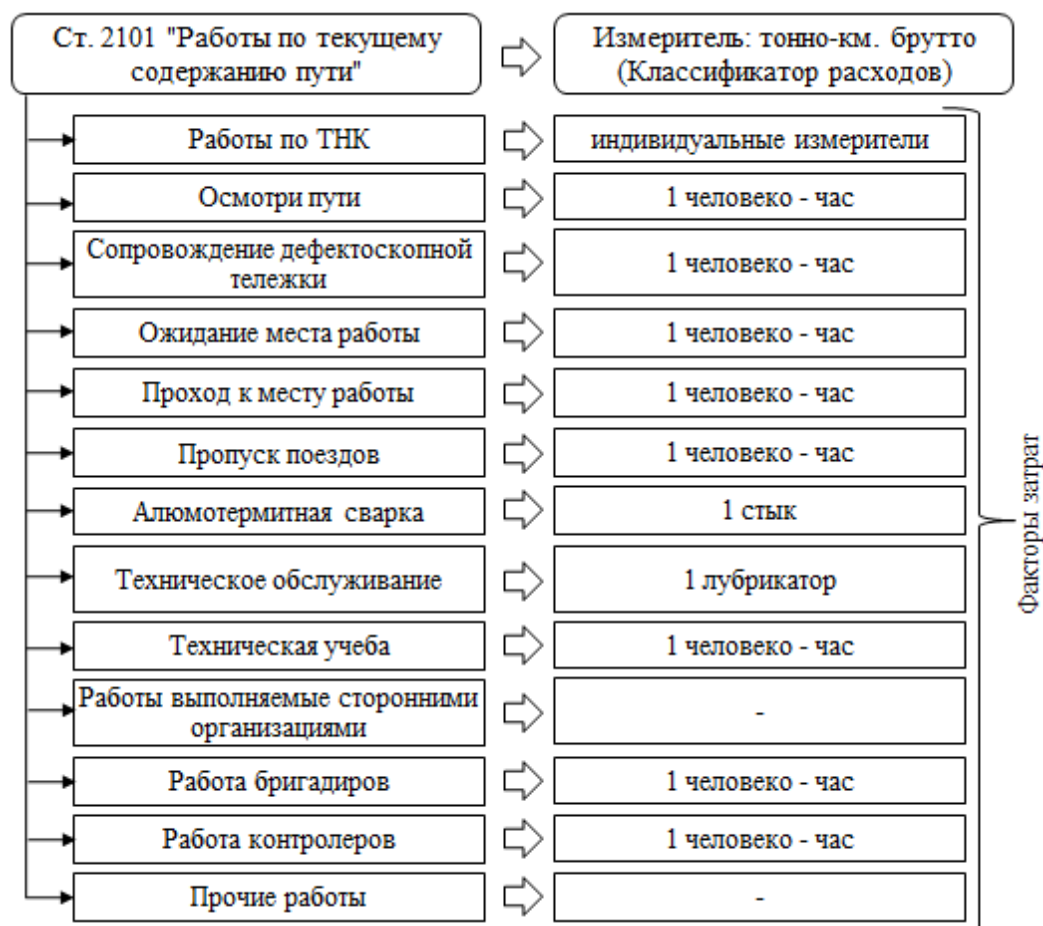 Ст. 2101 "Работы по текущему
содержанию пути"
Измеритель: тонно-км. брутто
(Классификатор расходов)
Работы по ТНК
индивидуальные измерители
Осмотри пути
1 человеко - час
Сопровождение дефектоскопной
тележки
1 человеко - час
Ожидание места работы
1 человеко - час
Проход к месту работы
1 человеко - час
Пропуск поездов
1 человеко - час
Алюмотермитная сварка
1 стык
Техническое обслуживание
1 лубрикатор
Техническая учеба
1 человеко - час
Работы выполняемые сторонними
организациями
-
Работа бригадиров
1 человеко - час
Работа контролеров
1 человеко - час
Прочие работы
-
Факторы затрат